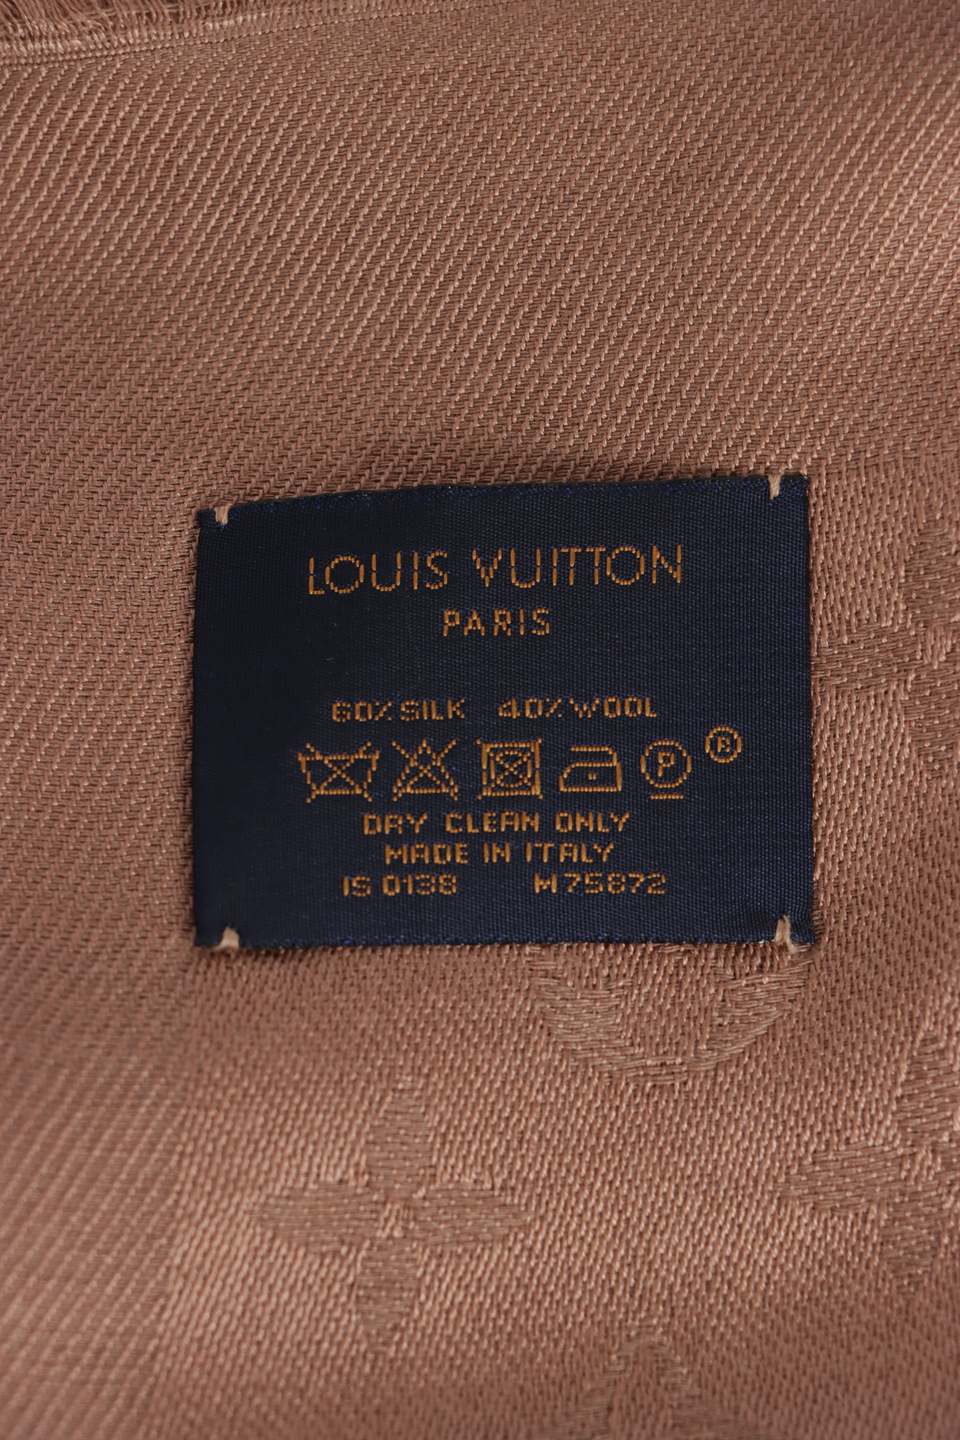 LOUIS VUITTON
PARIS
60% SILK 40% WOOL
P ®
DRY CLEAN ONLY
MADE IN ITALY
IS 0138 M75872